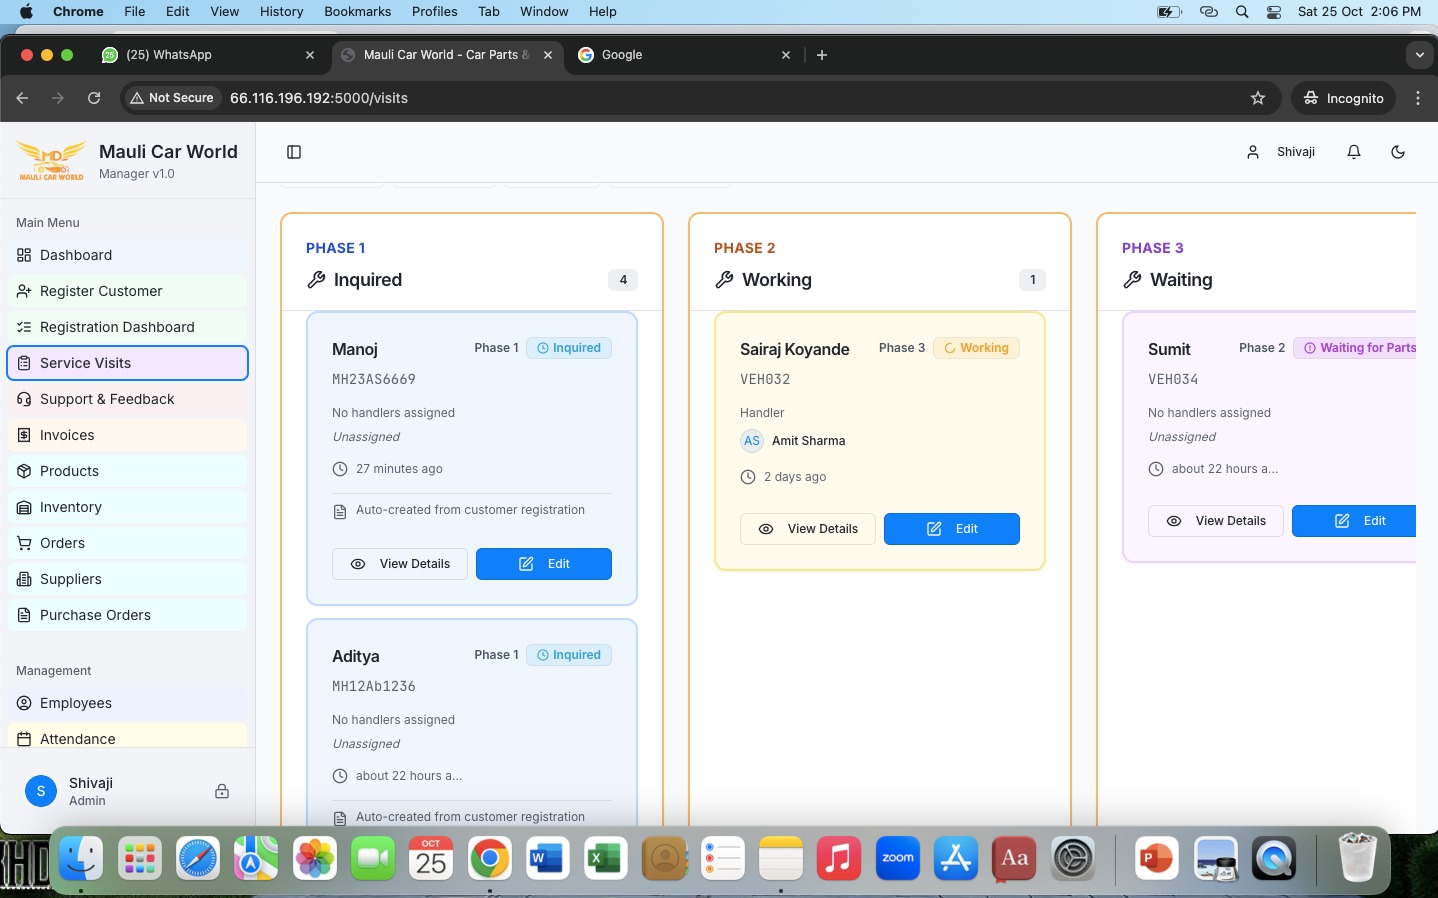 Chrome File Edit View History Bookmarks Profiles Tab Window Help
Sat 25 Oct 2:06 PM
(25) WhatsApp
Mauli Car World - Car Parts &
Google
Not Secure
66.116.196.192:5000/visits
Incognito
MAULI CAR WORLD
Mauli Car World
Manager v1.0
Shivaji
Main Menu
Dashboard
Register Customer
Registration Dashboard
Service Visits
Support & Feedback
Invoices
Products
Inventory
Orders
Suppliers
Purchase Orders
Management
Employees
Attendance
S
Shivaji
Admin
PHASE 1
Inquired
4
Manoj
Phase 1
Inquired
MH23AS6669
No handlers assigned
Unassigned
27 minutes ago
Auto-created from customer registration
View Details
Edit
Aditya
Phase 1
Inquired
MH12Ab1236
No handlers assigned
Unassigned
about 22 hours a...
Auto-created from customer registration
PHASE 2
Working
1
Sairaj Koyande
Phase 3
Working
VEH032
Handler
AS
Amit Sharma
2 days ago
View Details
Edit
PHASE 3
Waiting
Sumit
Phase 2
Waiting for Parts
VEH034
No handlers assigned
Unassigned
about 22 hours a...
View Details
Edit
OCT
25
W
X
zoom
Aa
P